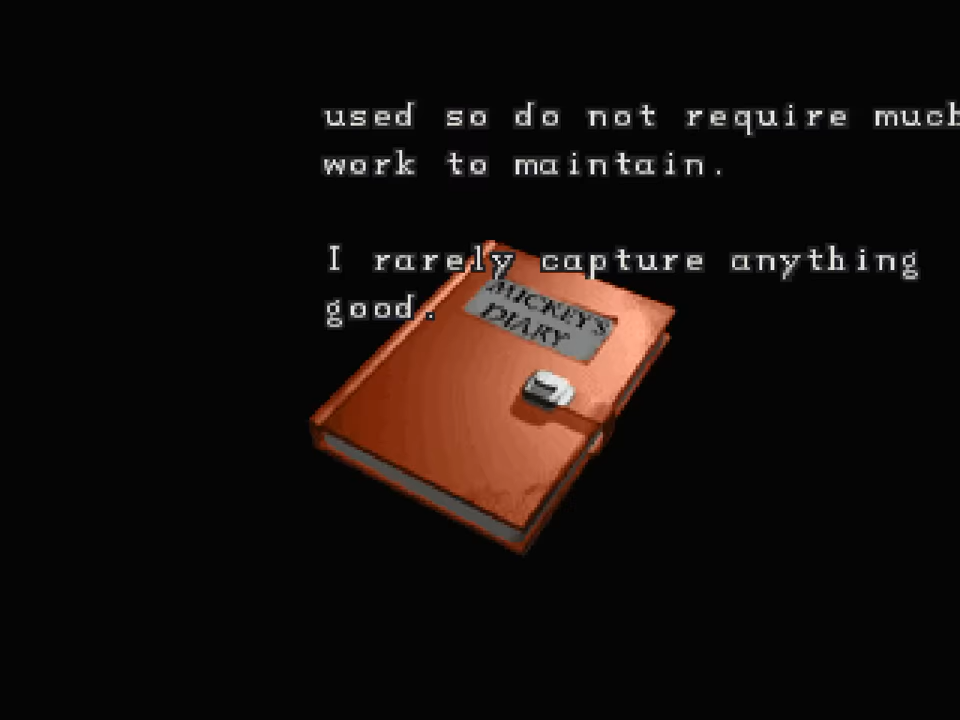 used so do not require much
work to maintain.
I rarely capture anything
good.
MICKEY'S
DIARY